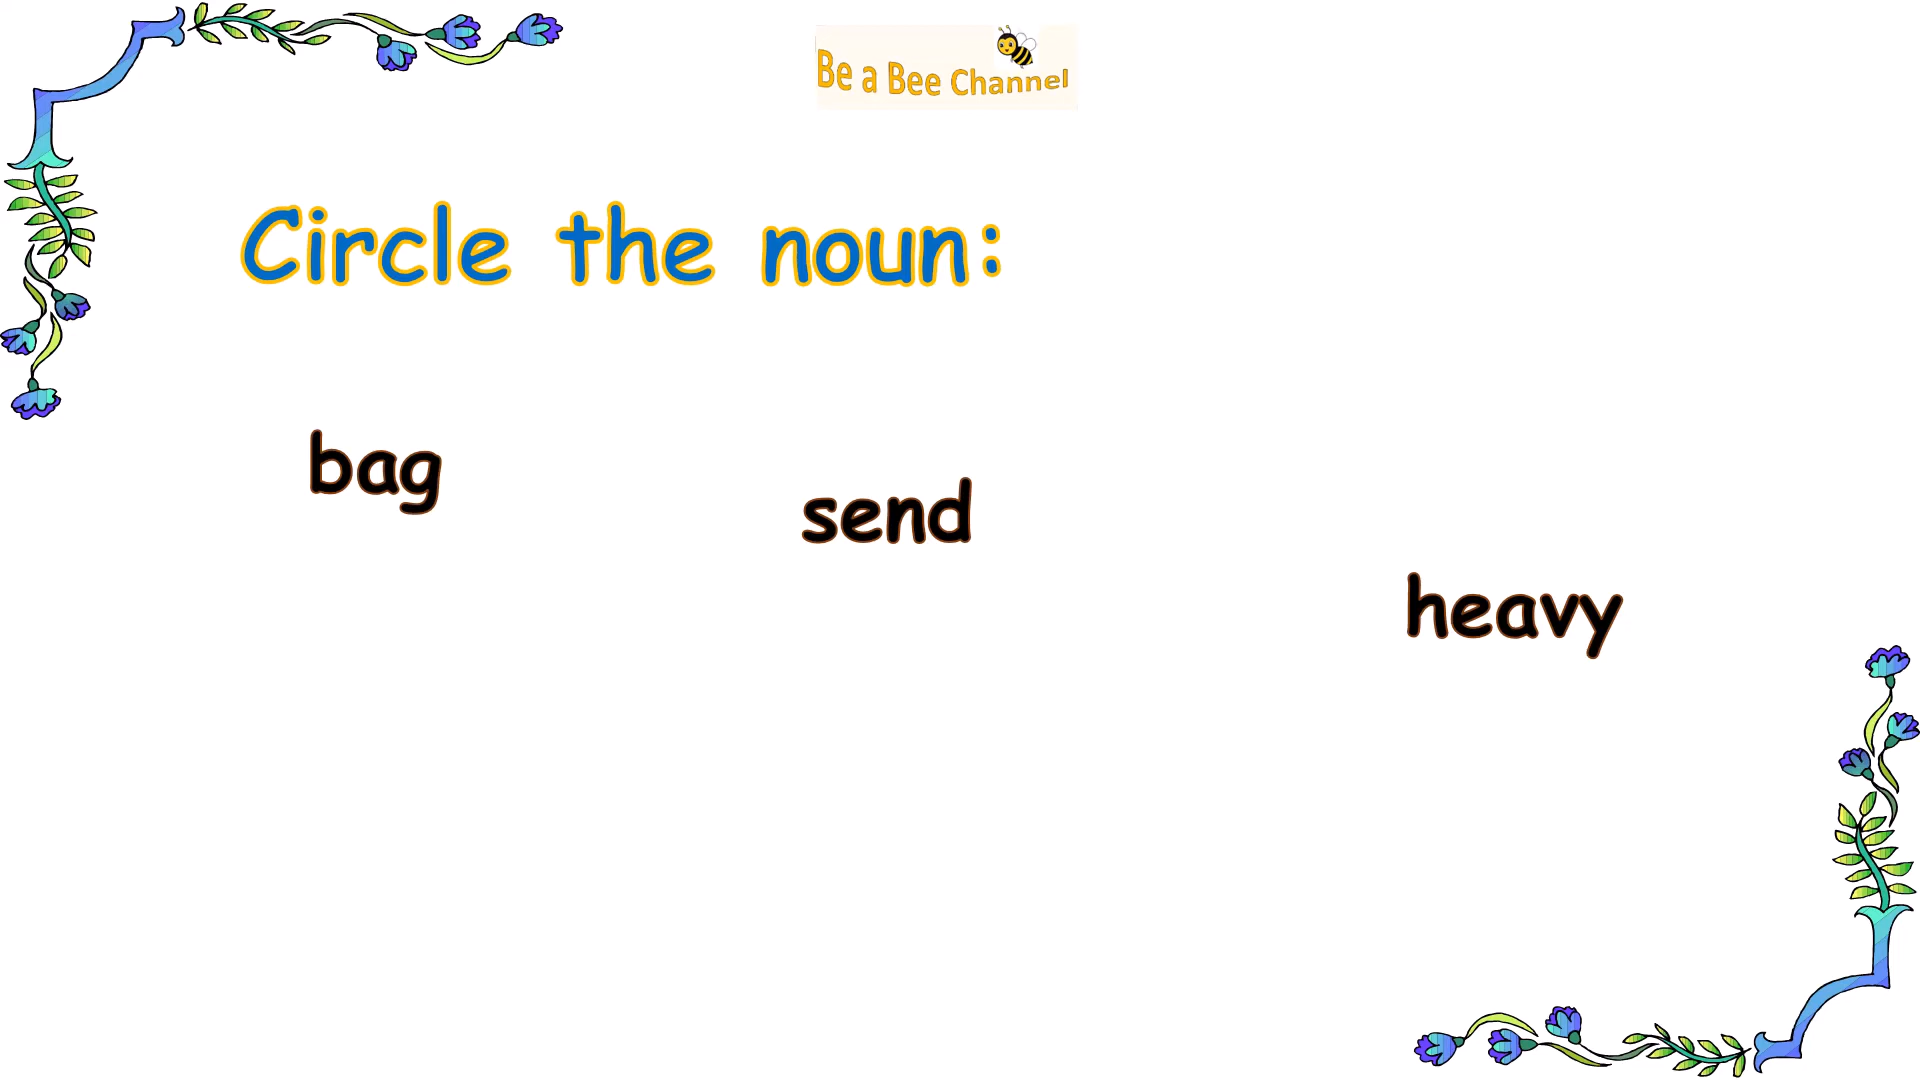 Be a Bee Channel
Circle the noun:
bag
send
heavy